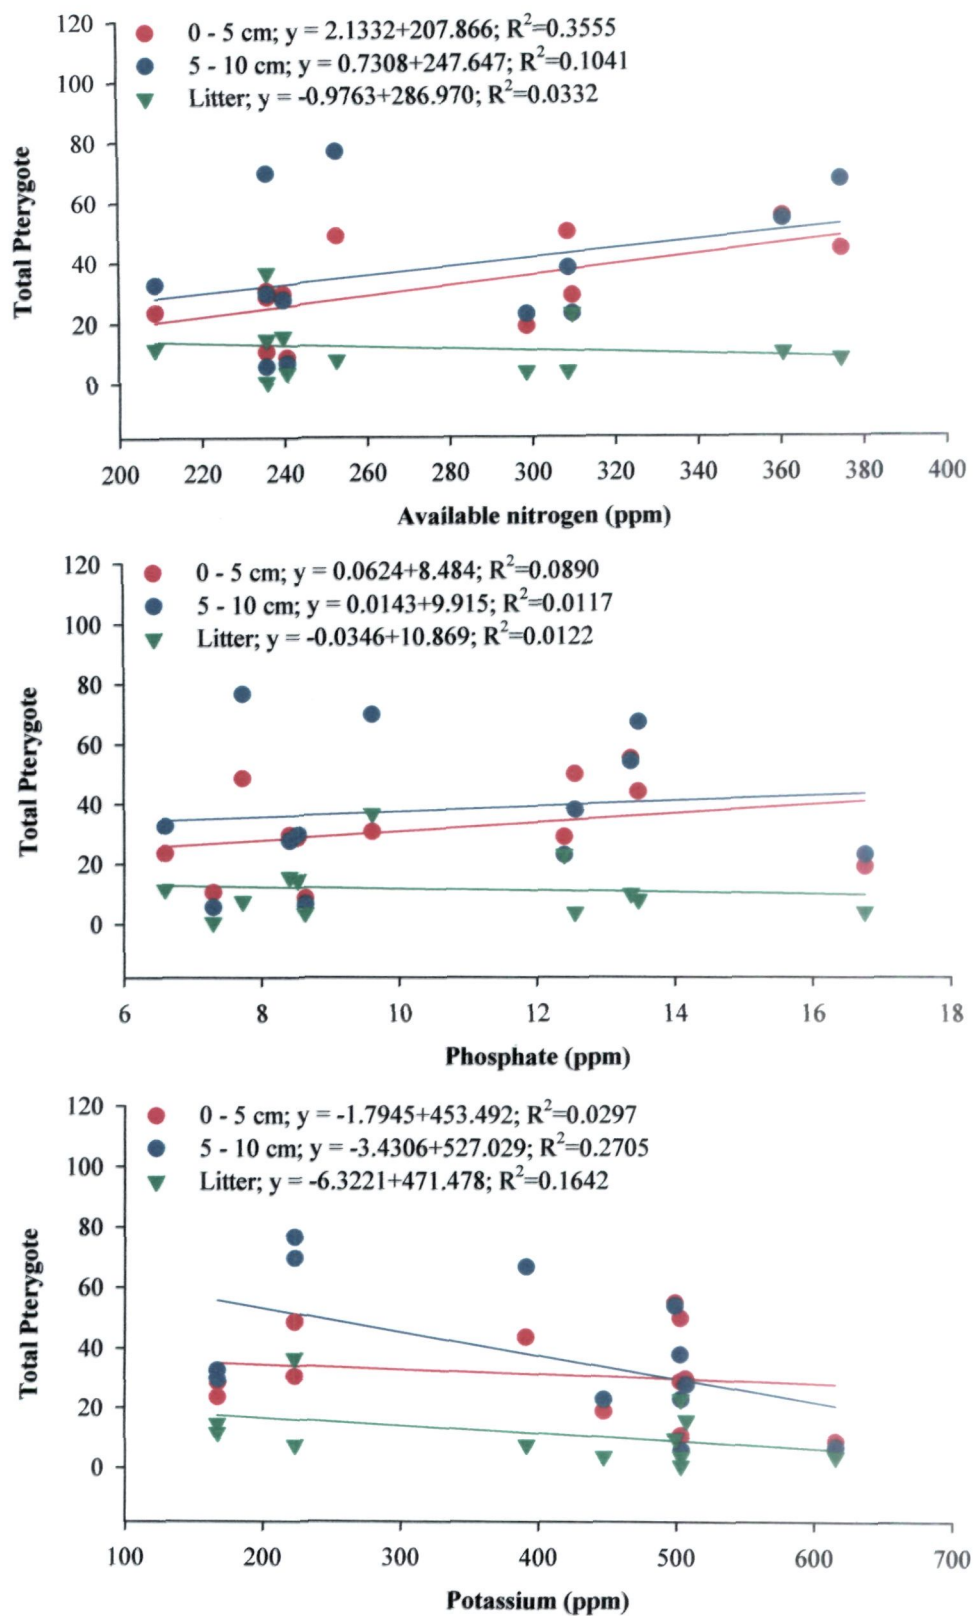 120
0 - 5 cm; y = 2.1332+207.866; R²=0.3555
5 - 10 cm; y = 0.7308+247.647; R²=0.1041
100
Litter; y = -0.9763+286.970; R²=0.0332
80
60
40
20
0
Total Pterygote
200 220 240 260 280 300 320 340 360 380 400
Available nitrogen (ppm)
120
0 - 5 cm; y = 0.0624+8.484; R²=0.0890
5 - 10 cm; y = 0.0143+9.915; R²=0.0117
100
Litter; y = -0.0346+10.869; R²=0.0122
80
60
40
20
0
Total Pterygote
6 8 10 12 14 16 18
Phosphate (ppm)
120
0 - 5 cm; y = -1.7945+453.492; R²=0.0297
5 - 10 cm; y = -3.4306+527.029; R²=0.2705
100
Litter; y = -6.3221+471.478; R²=0.1642
80
60
40
20
0
Total Pterygote
100 200 300 400 500 600 700
Potassium (ppm)